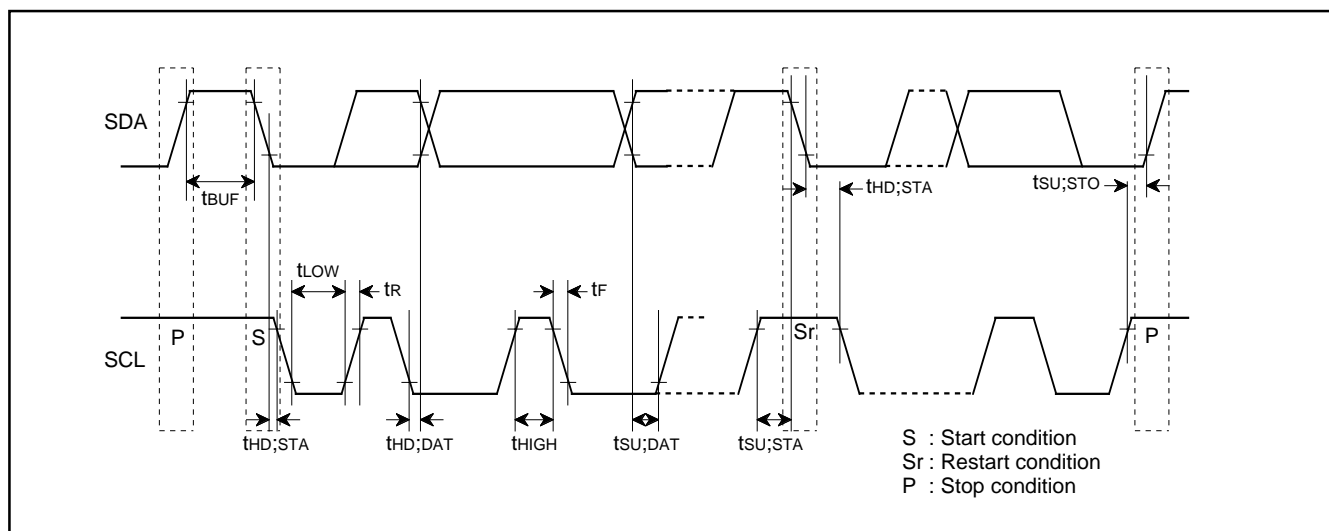 SDA
tBUF
tHD;STA
tSU;STO
tLOW
tR
tF
P
S
Sr
P
SCL
tHD;STA
tHD;DAT
tHIGH
tSU;DAT
tSU;STA
S : Start condition
Sr : Restart condition
P : Stop condition